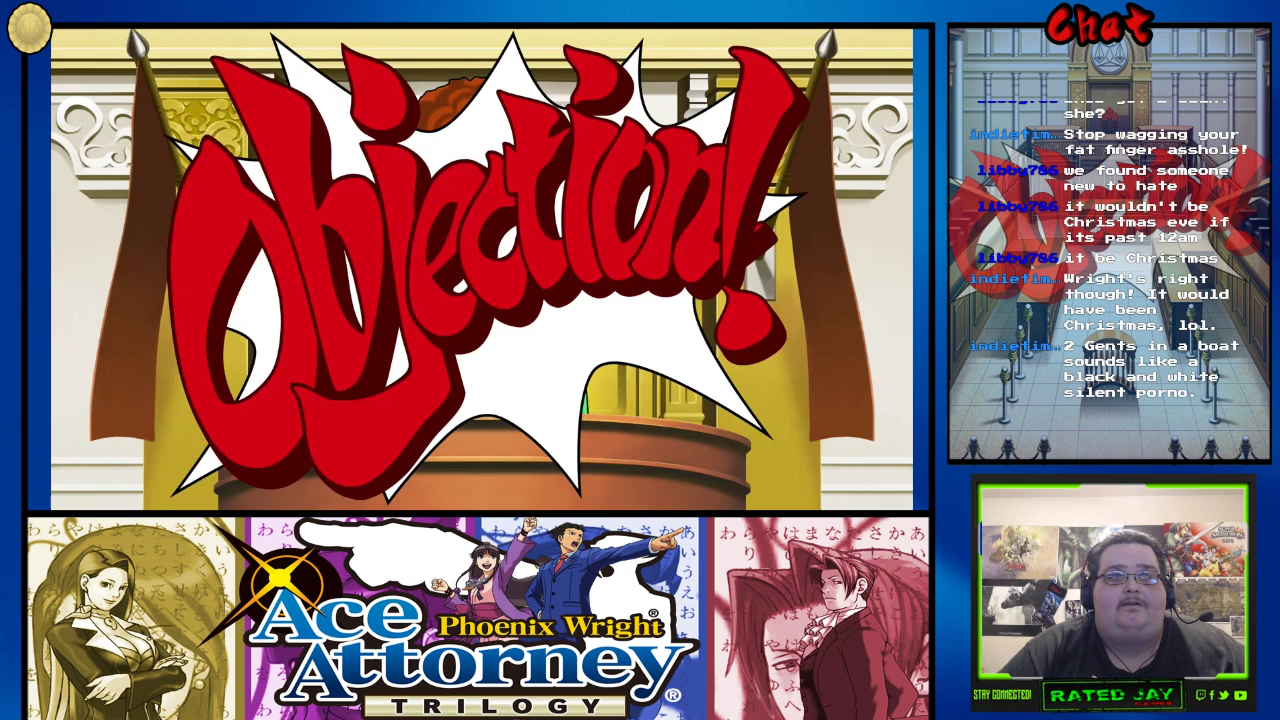 Chat
Objection!
she?
indietim… Stop wagging your
fat finger asshole!
libby786 we found someone
new to hate
libby786 it wouldn't be
Christmas eve if
its past 12am
libby786 it be Christmas
indietim… Wright's right
though! It would
have been
Christmas, lol.
indietim… 2 Gents in a boat
sounds like a
black and white
silent porno.
Phoenix Wright®
Ace
Attorney®
TRILOGY
STAY CONNECTED!
RATED JAY
GAMES